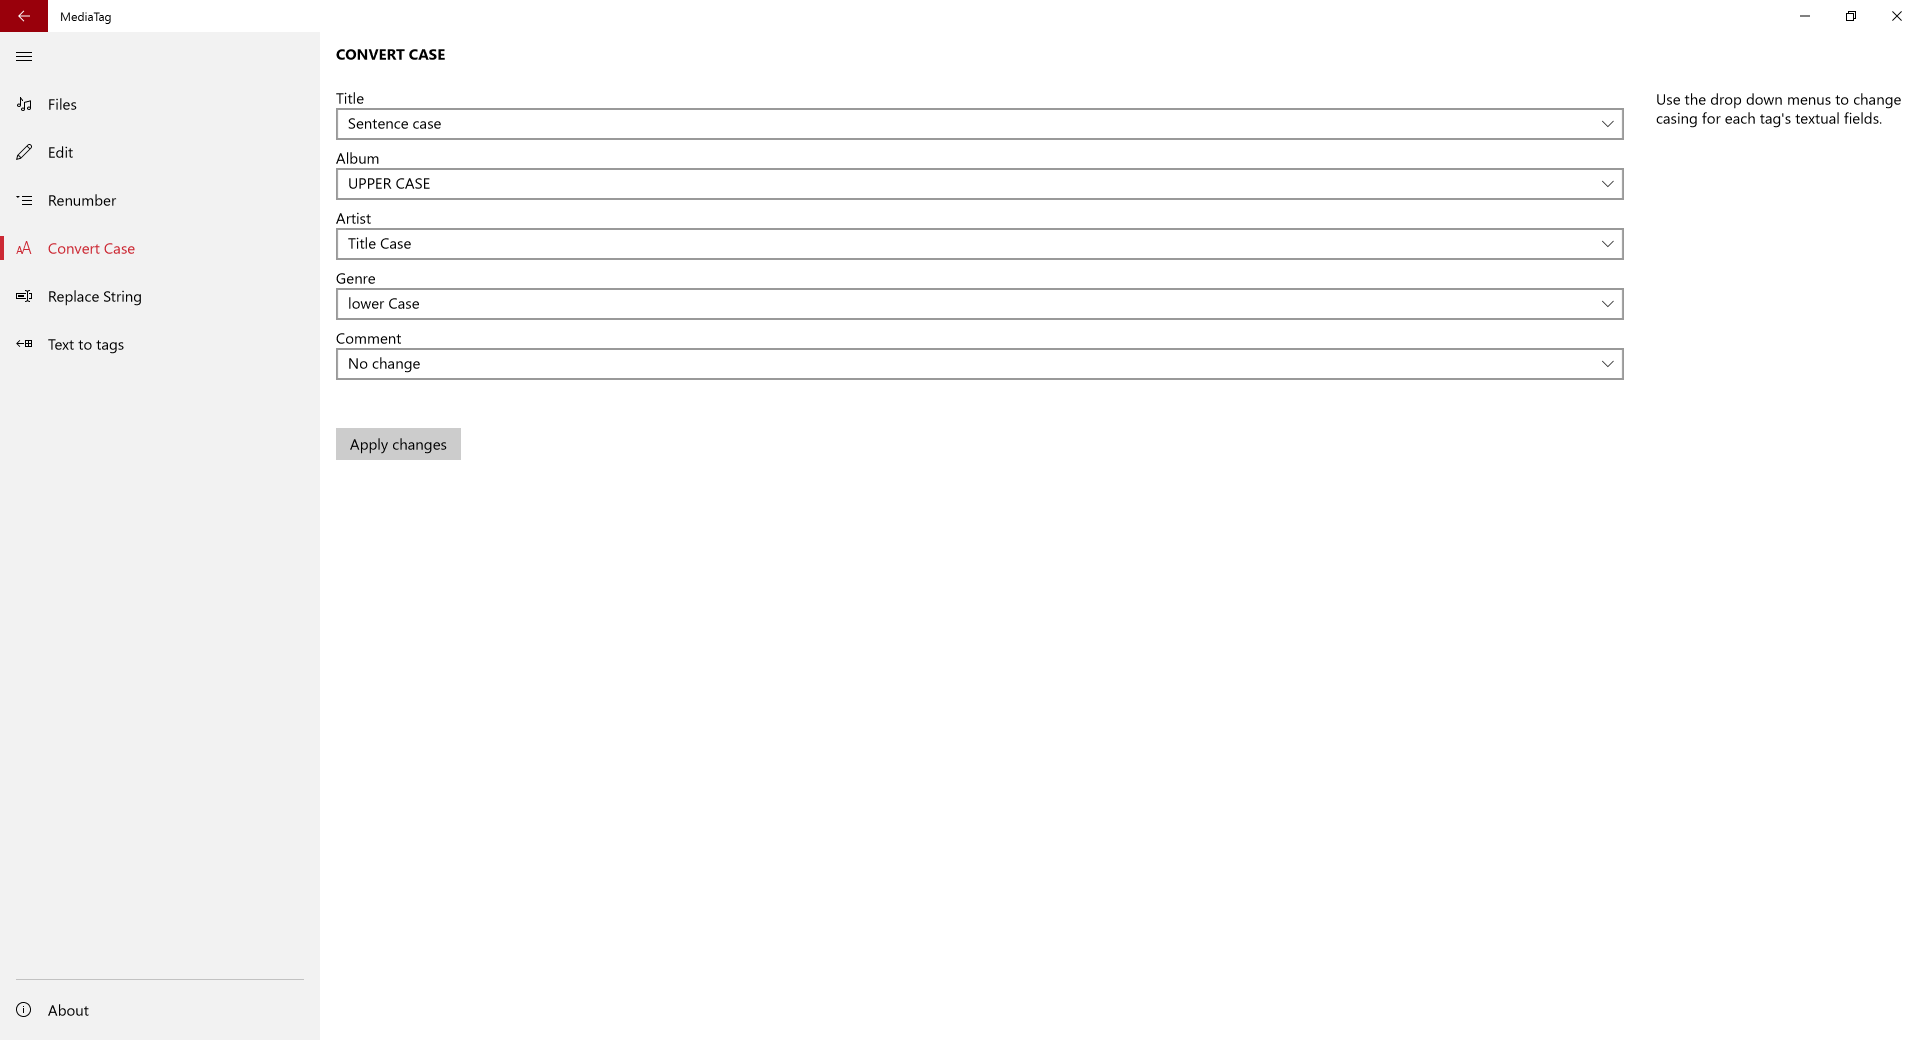 MediaTag
Files
Edit
Renumber
Convert Case
Replace String
Text to tags
About
CONVERT CASE
Title
Sentence case
Album
UPPER CASE
Artist
Title Case
Genre
lower Case
Comment
No change
Apply changes
Use the drop down menus to change
casing for each tag's textual fields.